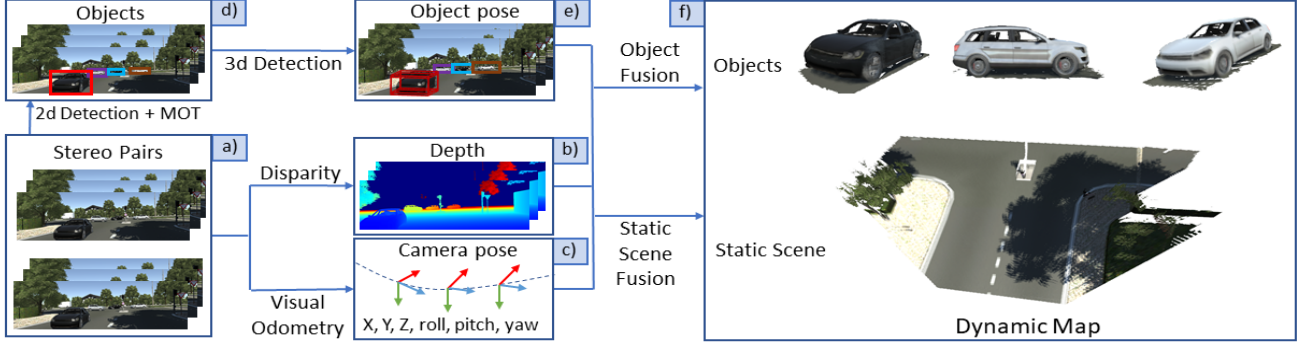 Objects
d)
2d Detection + MOT
Stereo Pairs
a)
3d Detection
Object pose
e)
Disparity
Depth
b)
Visual
Odometry
Camera pose
c)
X, Y, Z, roll, pitch, yaw
Object
Fusion
Static
Scene
Fusion
f)
Objects
Static Scene
Dynamic Map